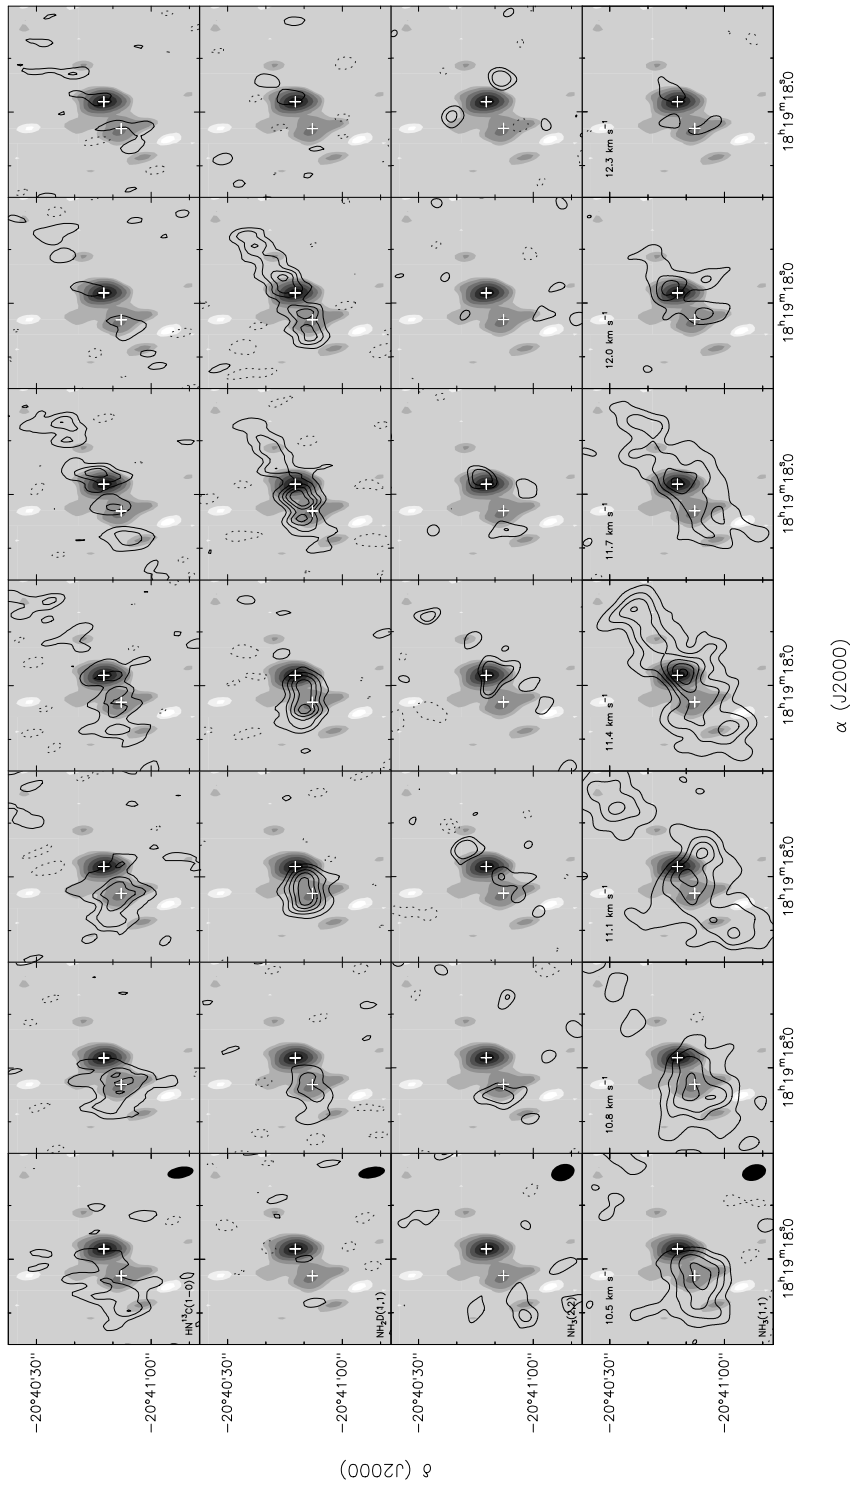 HN¹³C(1-0)
NH₂D(1,1)
NH₃(2,2)
NH₃(1,1)
10.5 km s⁻¹
10.8 km s⁻¹
11.1 km s⁻¹
11.4 km s⁻¹
11.7 km s⁻¹
12.0 km s⁻¹
12.3 km s⁻¹
-20°40'30"
-20°41'00"
-20°40'30"
-20°41'00"
-20°40'30"
-20°41'00"
-20°40'30"
-20°41'00"
18ʰ19ᵐ18ˢ.0
18ʰ19ᵐ18ˢ.0
18ʰ19ᵐ18ˢ.0
18ʰ19ᵐ18ˢ.0
18ʰ19ᵐ18ˢ.0
18ʰ19ᵐ18ˢ.0
18ʰ19ᵐ18ˢ.0
δ (J2000)
α (J2000)